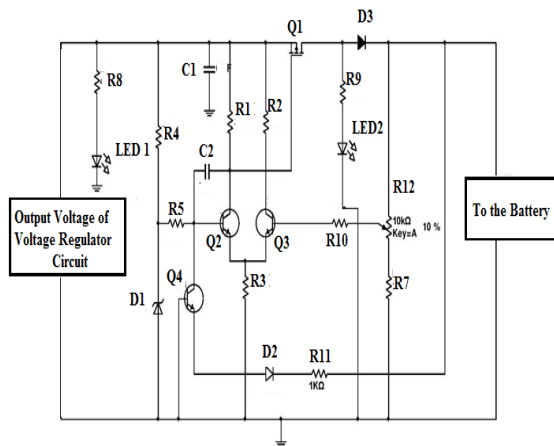 Q1
D3
R8
C1
F
R1
R2
R9
R4
LED 1
C2
LED2
R12
Output Voltage of
Voltage Regulator
Circuit
R5
10kΩ
Key=A
10 %
To the Battery
Q2
Q3
R10
Q4
R3
R7
D1
D2
R11
1KΩ